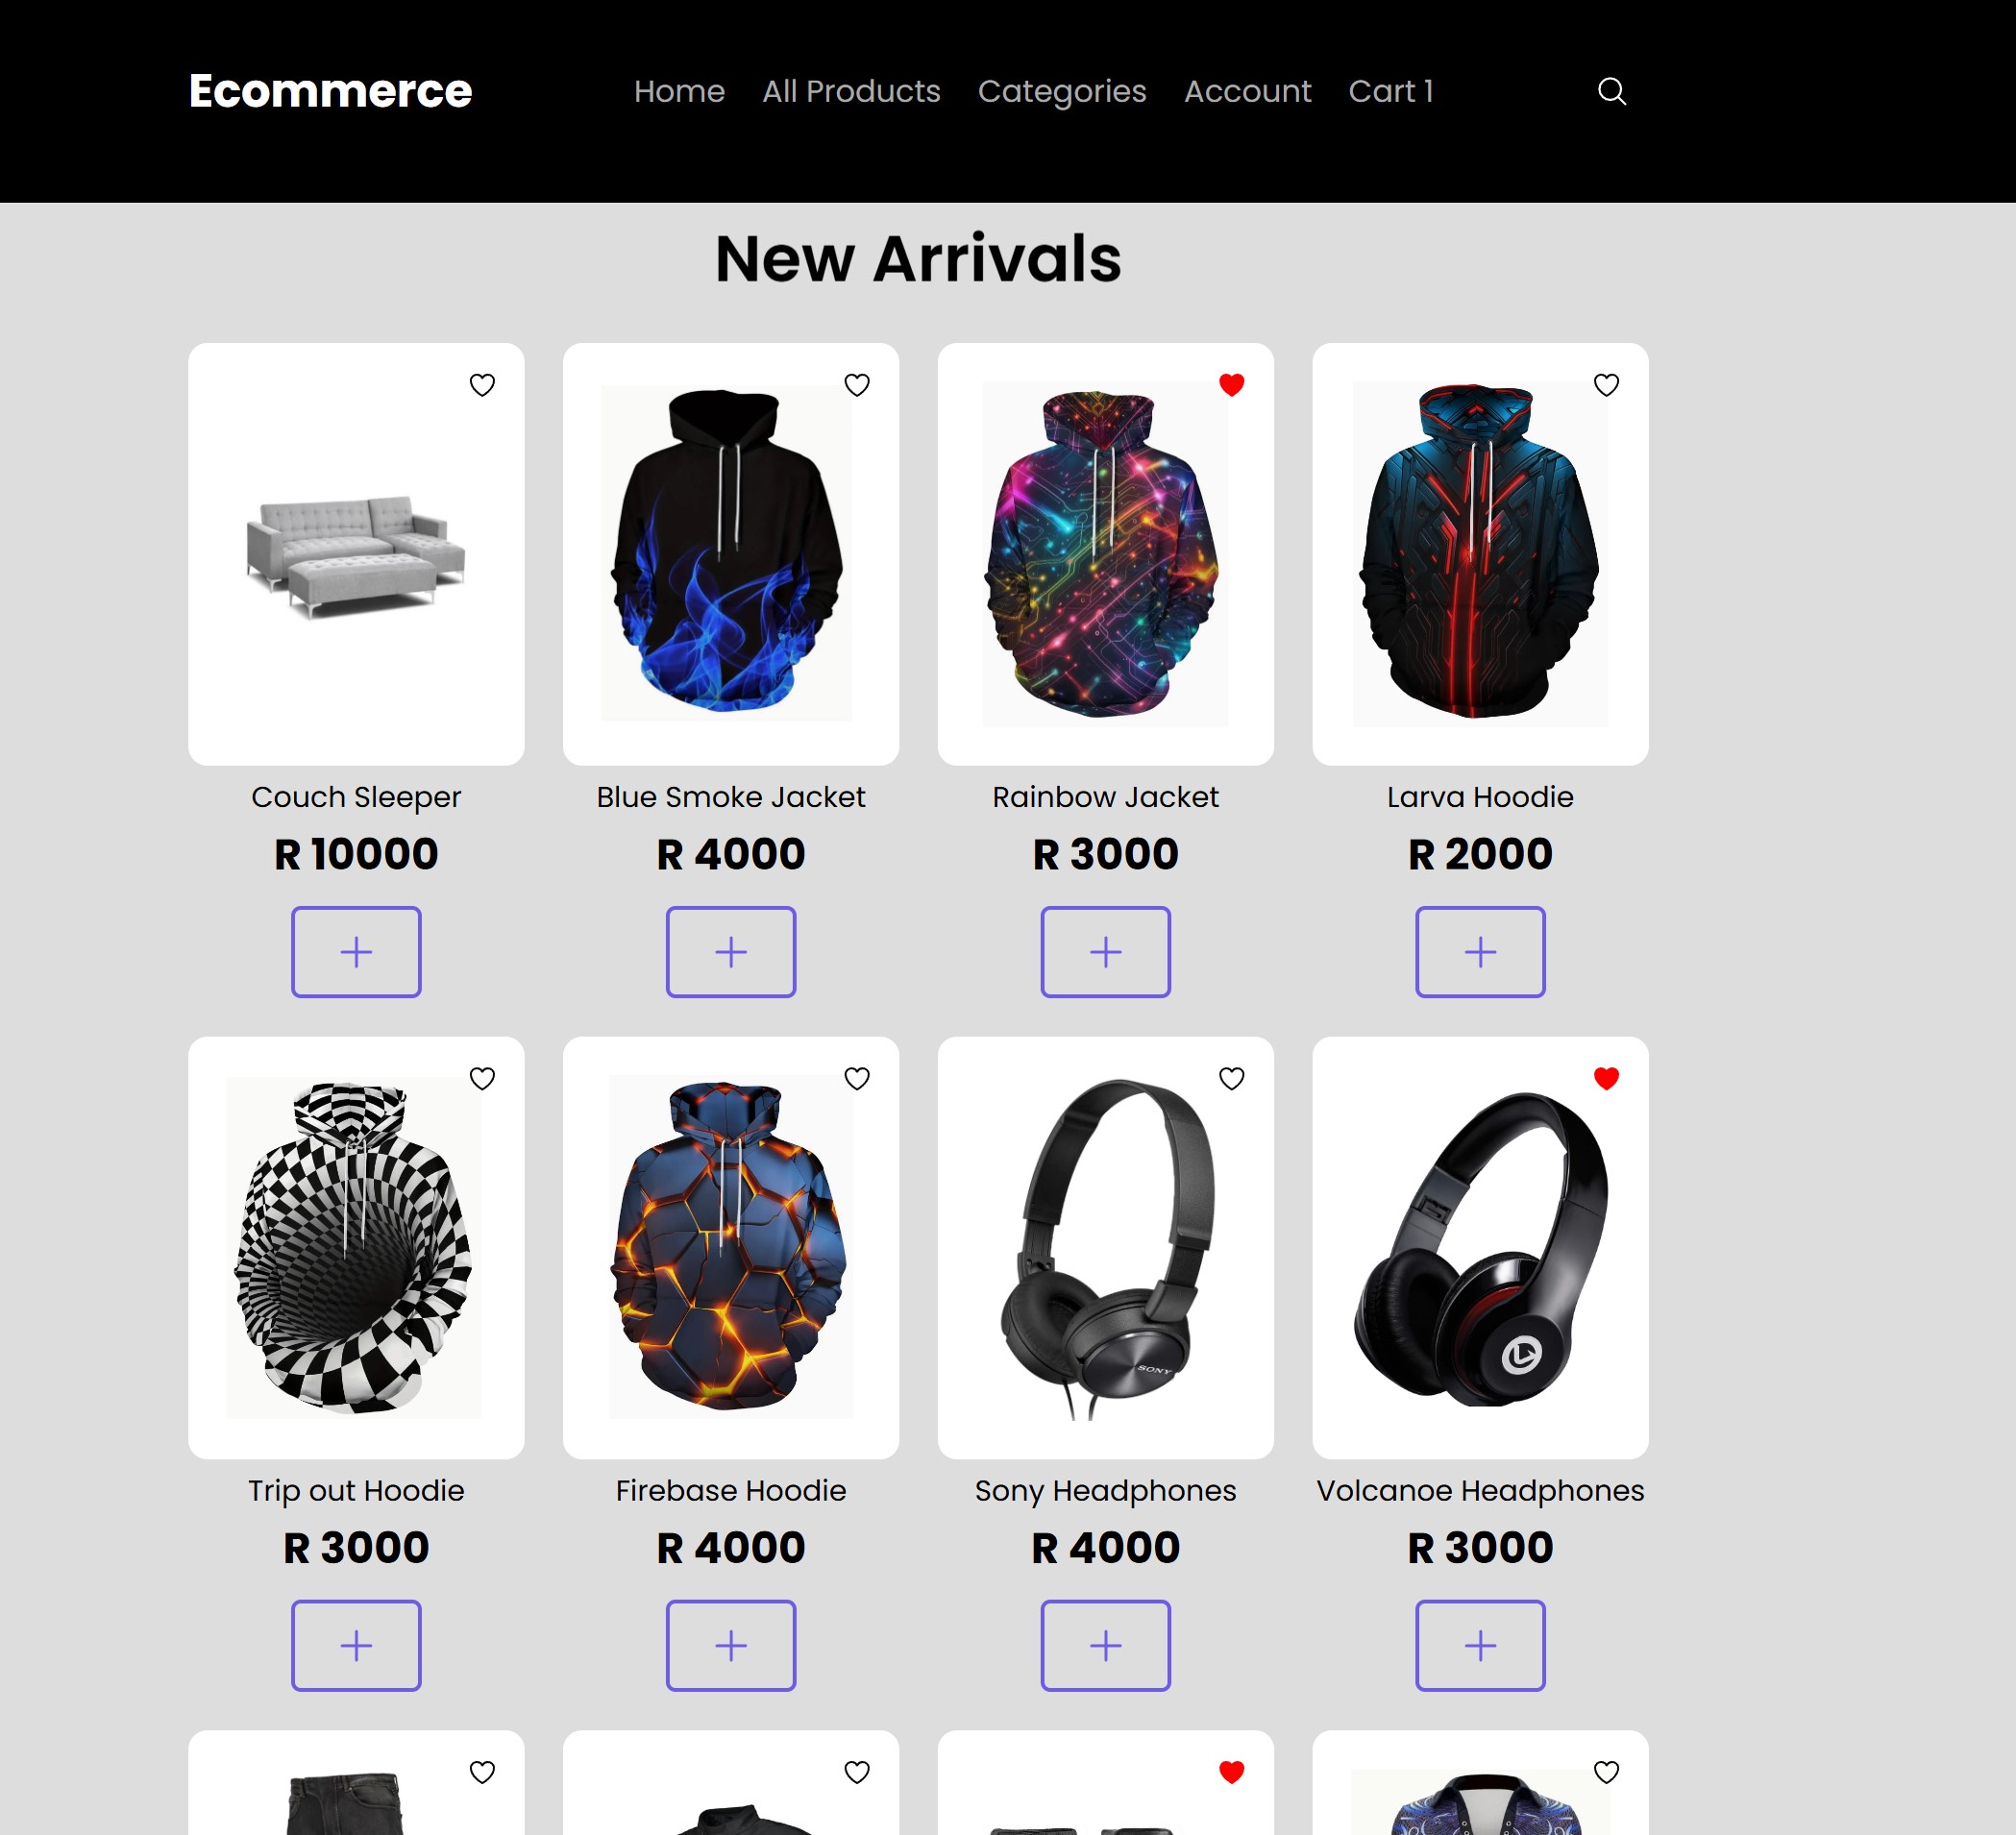 Ecommerce
Home All Products Categories Account Cart 1
New Arrivals
Couch Sleeper
R 10000
Blue Smoke Jacket
R 4000
Rainbow Jacket
R 3000
Larva Hoodie
R 2000
SONY
Trip out Hoodie
R 3000
Firebase Hoodie
R 4000
Sony Headphones
R 4000
Volcanoe Headphones
R 3000